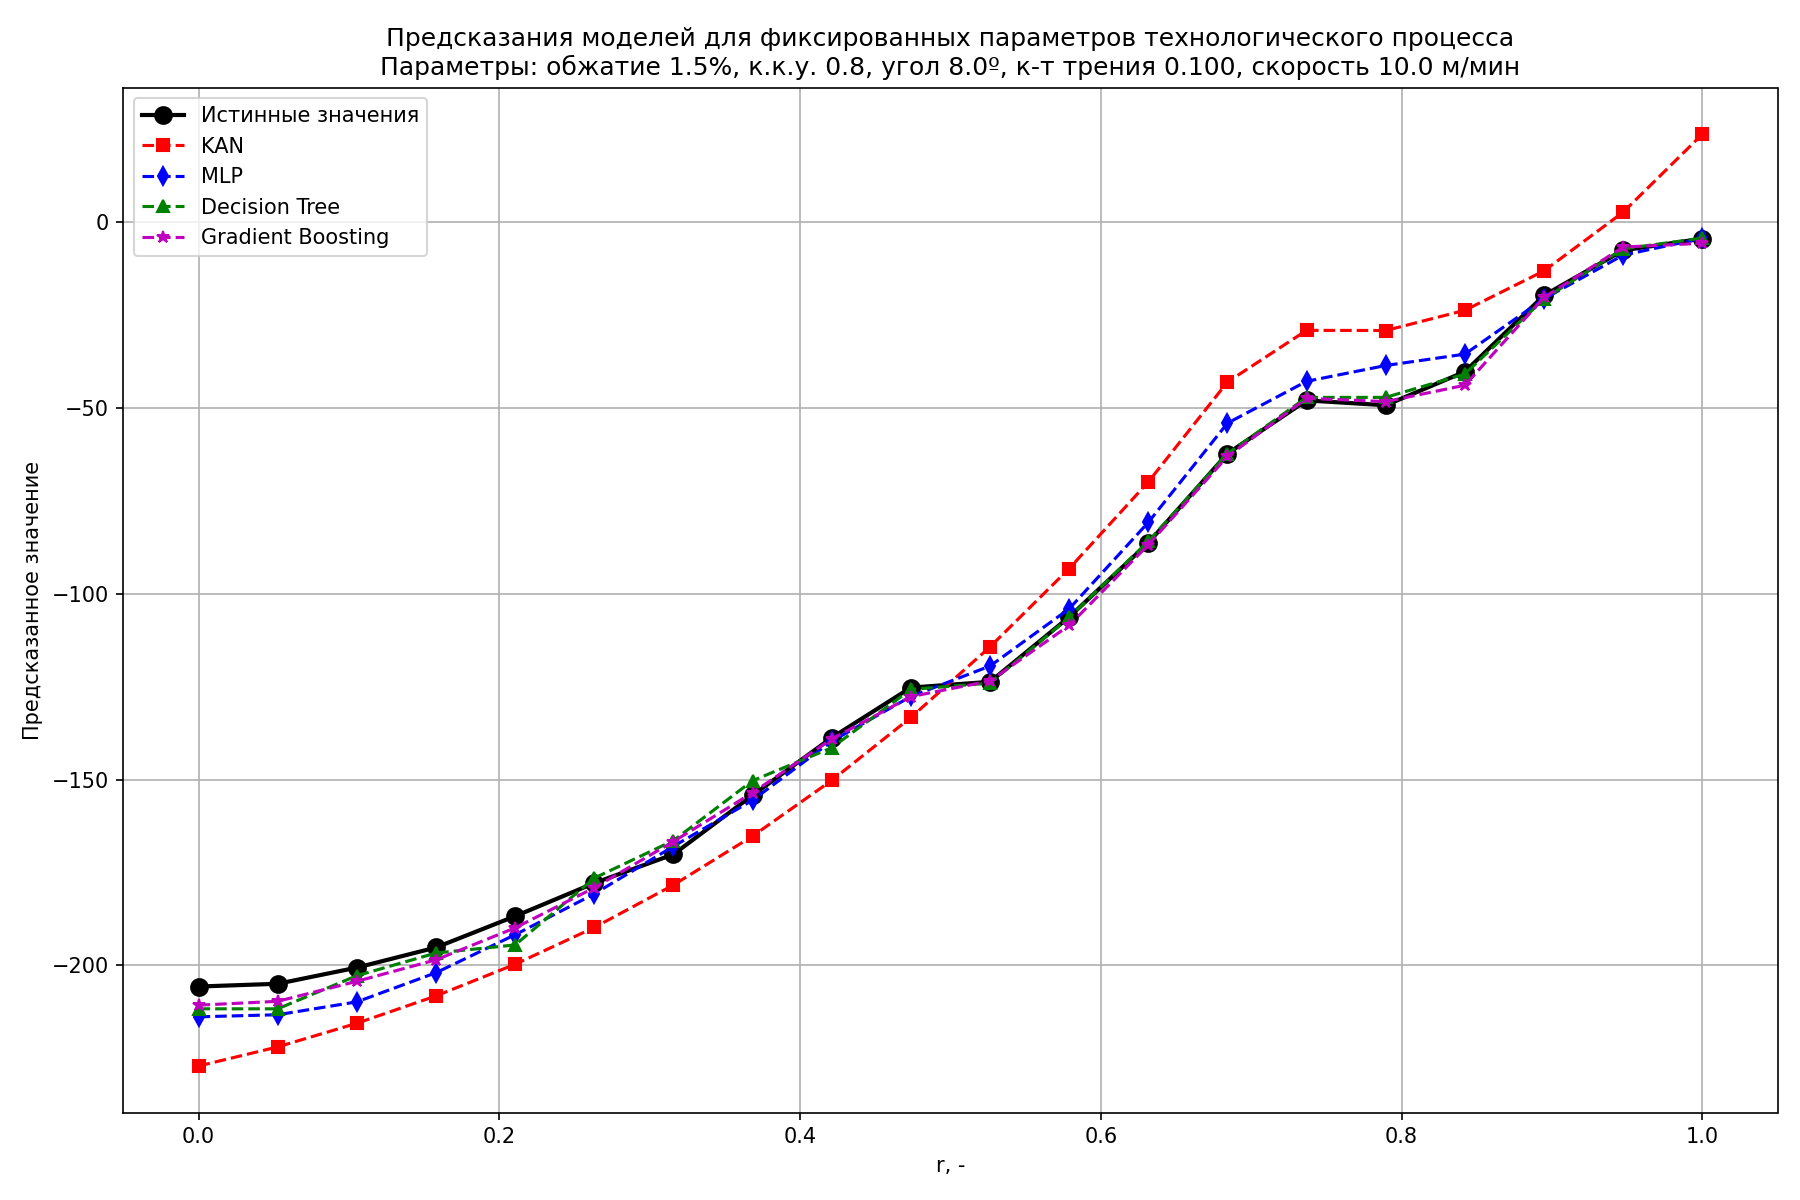 Предсказания моделей для фиксированных параметров технологического процесса
Параметры: обжатие 1.5%, к.к.у. 0.8, угол 8.0º, к-т трения 0.100, скорость 10.0 м/мин
Истинные значения
KAN
MLP
Decision Tree
Gradient Boosting
Предсказанное значение
0
−50
−100
−150
−200
0.0
0.2
0.4
0.6
0.8
1.0
r, -